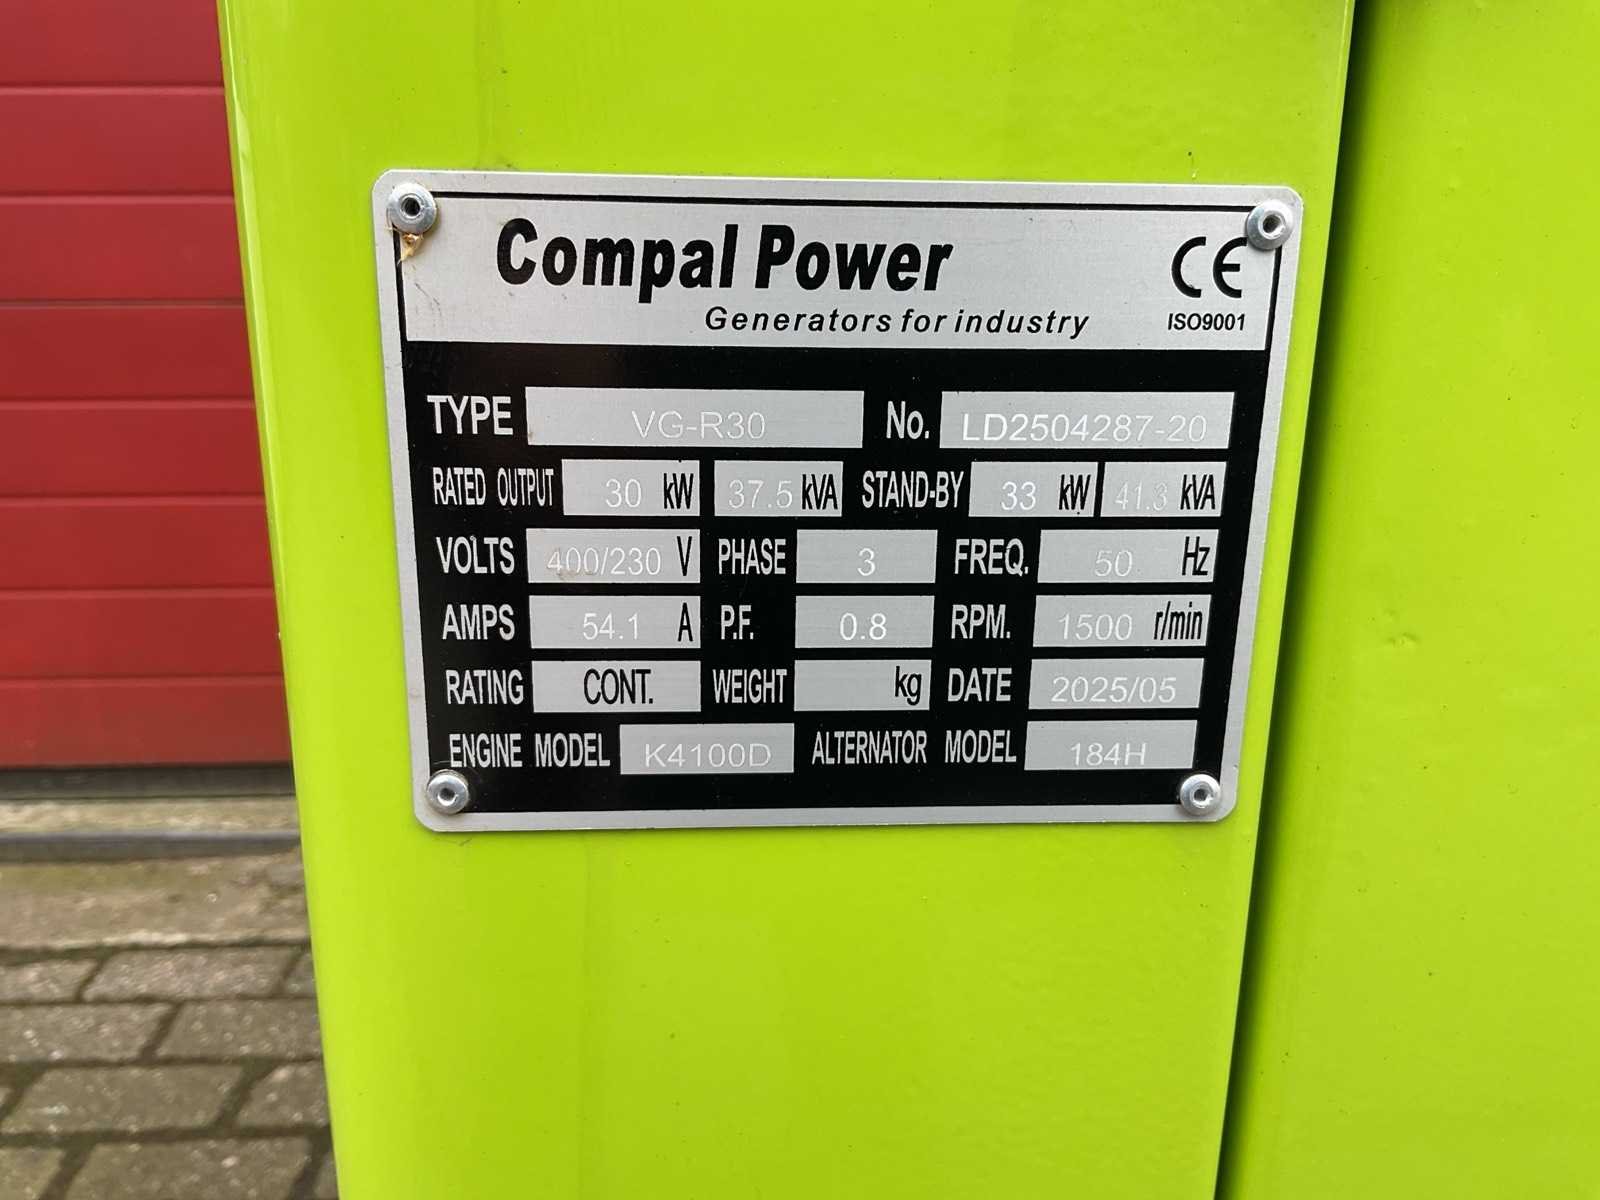 Compal Power CE
Generators for industry ISO9001
TYPE VG-R30 No. LD2504287-20
RATED OUTPUT 30 kW 37.5 kVA STAND-BY 33 kW 41.3 kVA
VOLTS 400/230 V PHASE 3 FREQ. 50 Hz
AMPS 54.1 A P.F. 0.8 RPM. 1500 r/min
RATING CONT. WEIGHT kg DATE 2025/05
ENGINE MODEL K4100D ALTERNATOR MODEL 184H